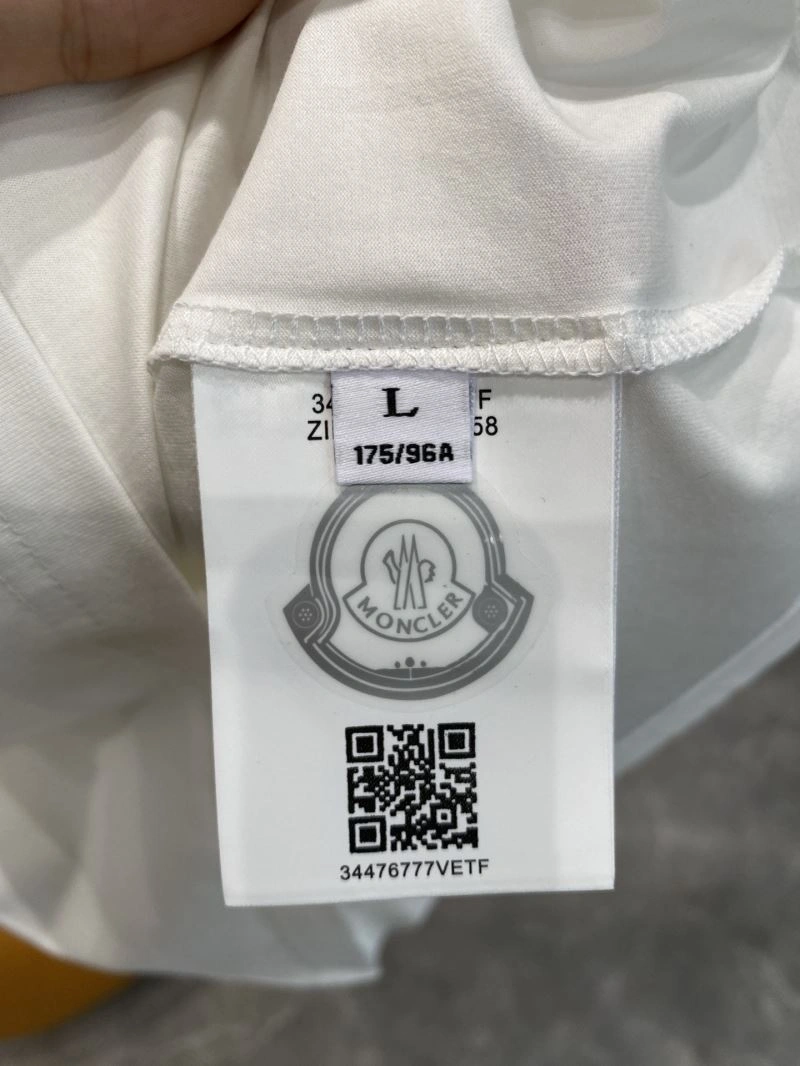 34
L
F
ZI
58
175/96A
MONCLER
34476777VETF